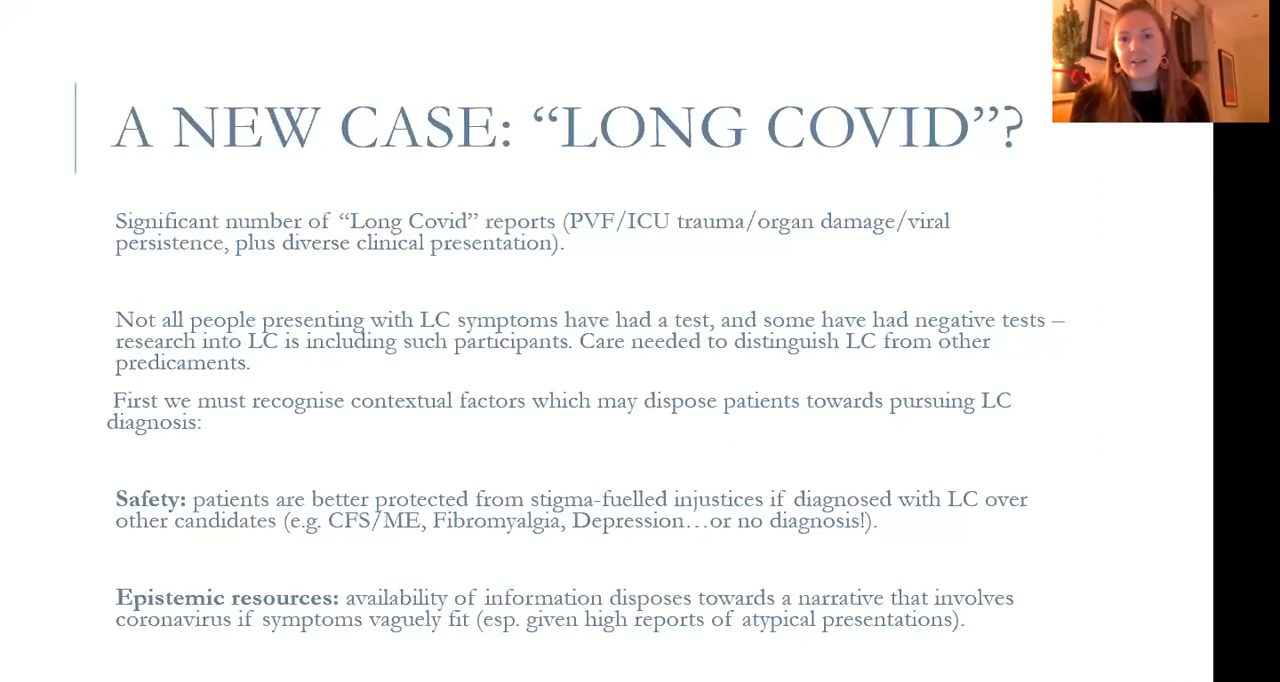 A NEW CASE: “LONG COVID”?
Significant number of “Long Covid” reports (PVF/ICU trauma/organ damage/viral
persistence, plus diverse clinical presentation).
Not all people presenting with LC symptoms have had a test, and some have had negative tests –
research into LC is including such participants. Care needed to distinguish LC from other
predicaments.
First we must recognise contextual factors which may dispose patients towards pursuing LC
diagnosis:
Safety: patients are better protected from stigma-fuelled injustices if diagnosed with LC over
other candidates (e.g. CFS/ME, Fibromyalgia, Depression…or no diagnosis!).
Epistemic resources: availability of information disposes towards a narrative that involves
coronavirus if symptoms vaguely fit (esp. given high reports of atypical presentations).